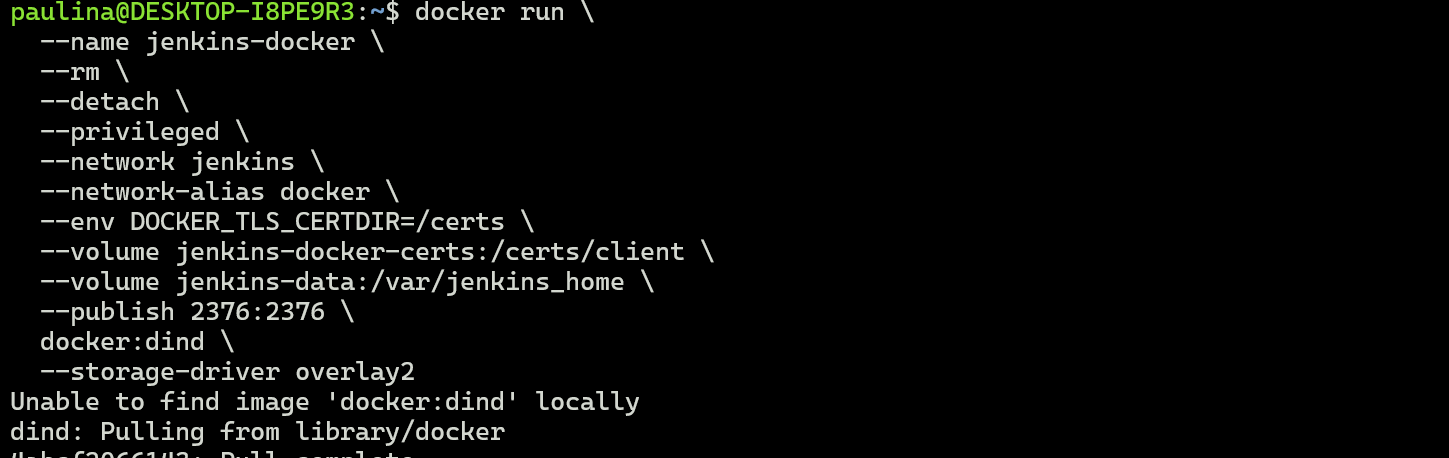 paulina@DESKTOP-I8PE9R3:~$ docker run \
--name jenkins-docker \
--rm \
--detach \
--privileged \
--network jenkins \
--network-alias docker \
--env DOCKER_TLS_CERTDIR=/certs \
--volume jenkins-docker-certs:/certs/client \
--volume jenkins-data:/var/jenkins_home \
--publish 2376:2376 \
docker:dind \
--storage-driver overlay2
Unable to find image 'docker:dind' locally
dind: Pulling from library/docker
Pull complete